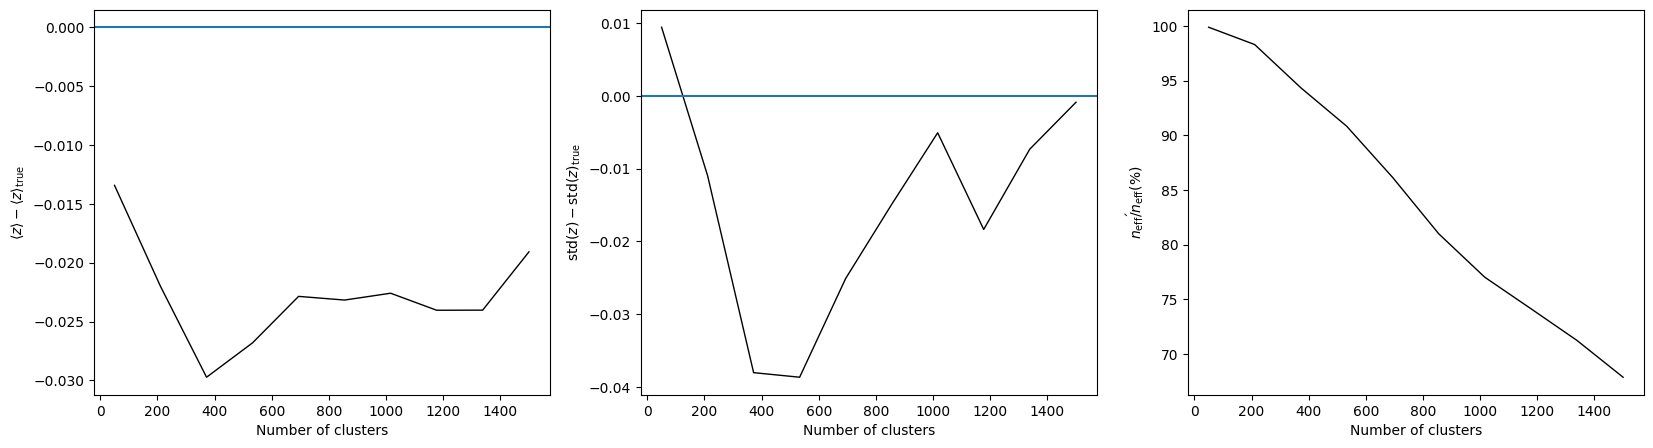 0.000
−0.005
−0.010
−0.015
−0.020
−0.025
−0.030
⟨z⟩ − ⟨z⟩true
0 200 400 600 800 1000 1200 1400
Number of clusters
0.01
0.00
−0.01
−0.02
−0.03
−0.04
std(z) − std(z)true
0 200 400 600 800 1000 1200 1400
Number of clusters
100
95
90
85
80
75
70
n′eff/neff(%)
0 200 400 600 800 1000 1200 1400
Number of clusters